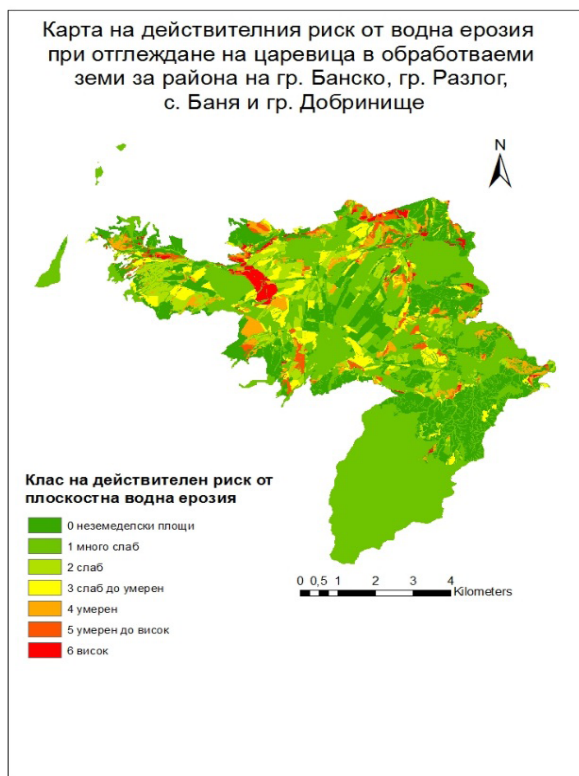 Карта на действителния риск от водна ерозия
при отглеждане на царевица в обработваеми
земи за района на гр. Банско, гр. Разлог,
с. Баня и гр. Добринище
N
Клас на действителен риск от
плоскостна водна ерозия
0 неземеделски площи
1 много слаб
2 слаб
3 слаб до умерен
4 умерен
5 умерен до висок
6 висок
0 0,5 1 2 3 4
Kilometers